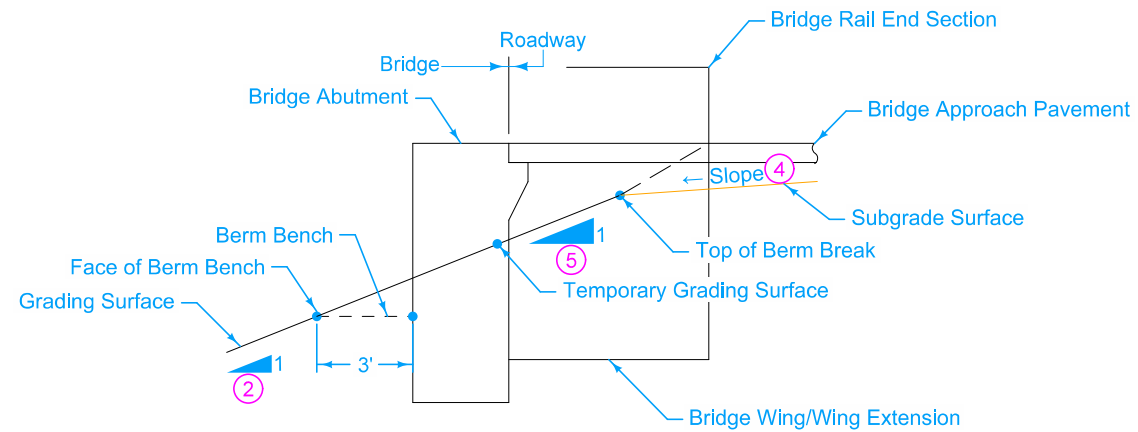 Bridge Rail End Section
Roadway
Bridge
Bridge Abutment
Bridge Approach Pavement
← Slope 4
Subgrade Surface
Berm Bench
1
5
Top of Berm Break
Face of Berm Bench
Temporary Grading Surface
Grading Surface
1
2
3'
Bridge Wing/Wing Extension